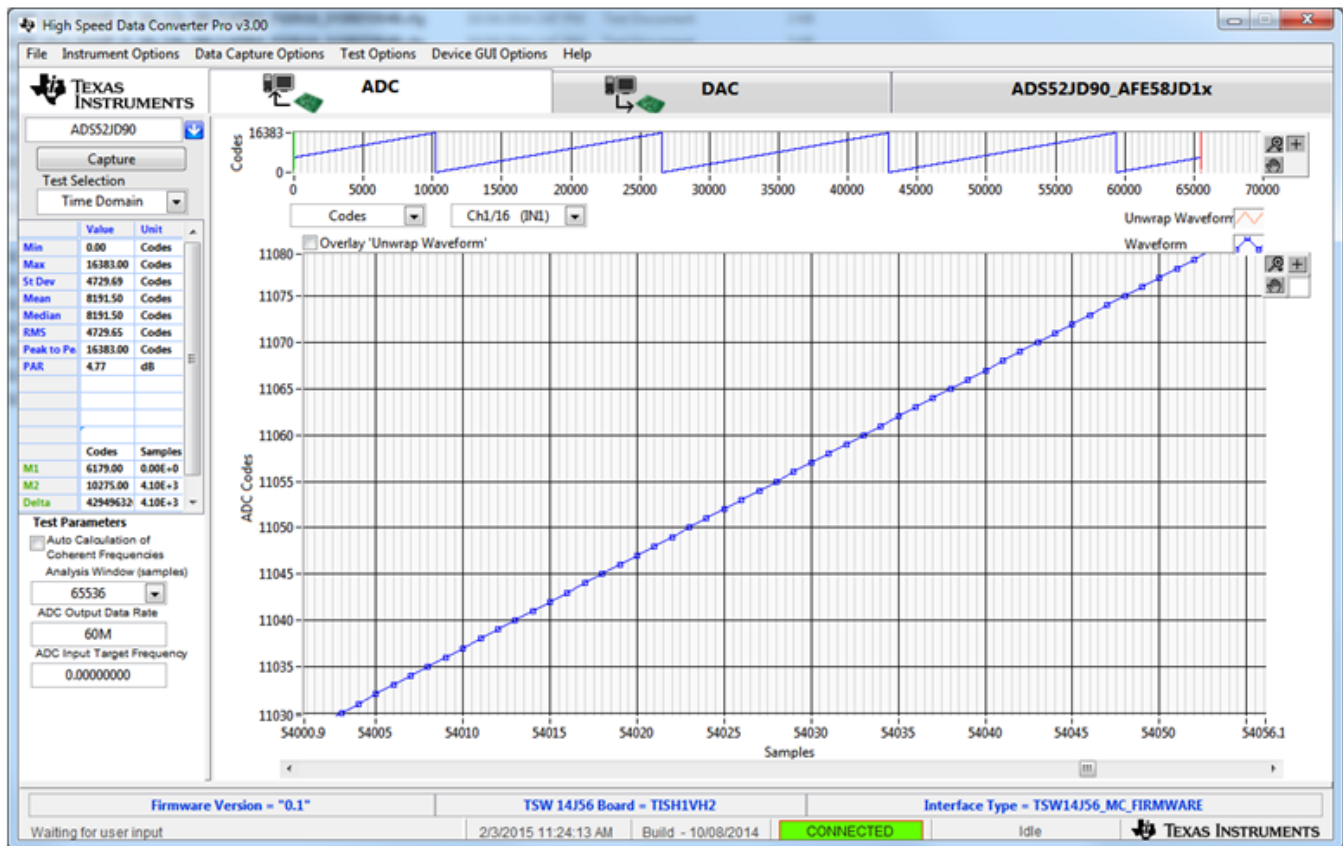 High Speed Data Converter Pro v3.00
File Instrument Options Data Capture Options Test Options Device GUI Options Help
TEXAS INSTRUMENTS
ADC
DAC
ADS52JD90_AFE58JD1x
ADS52JD90
Capture
Test Selection
Time Domain
Value Unit
Min 0.00 Codes
Max 16383.00 Codes
St Dev 4729.69 Codes
Mean 8191.50 Codes
Median 8191.50 Codes
RMS 4729.65 Codes
Peak to Pe 16383.00 Codes
PAR 4.77 dB
Codes Samples
M1 6179.00 0.00E+0
M2 10275.00 4.10E+3
Delta 42949632 4.10E+3
Test Parameters
Auto Calculation of
Coherent Frequencies
Analysis Window (samples)
65536
ADC Output Data Rate
60M
ADC Input Target Frequency
0.00000000
Codes
16383
0
0 5000 10000 15000 20000 25000 30000 35000 40000 45000 50000 55000 60000 65000 70000
Codes
Ch1/16 (IN1)
Unwrap Waveform
Overlay 'Unwrap Waveform'
Waveform
ADC Codes
11080
11075
11070
11065
11060
11055
11050
11045
11040
11035
11030
54000.9 54005 54010 54015 54020 54025 54030 54035 54040 54045 54050 54056.1
Samples
Firmware Version = "0.1"
TSW 14J56 Board = TISH1VH2
Interface Type = TSW14J56_MC_FIRMWARE
Waiting for user input
2/3/2015 11:24:13 AM
Build - 10/08/2014
CONNECTED
Idle
TEXAS INSTRUMENTS